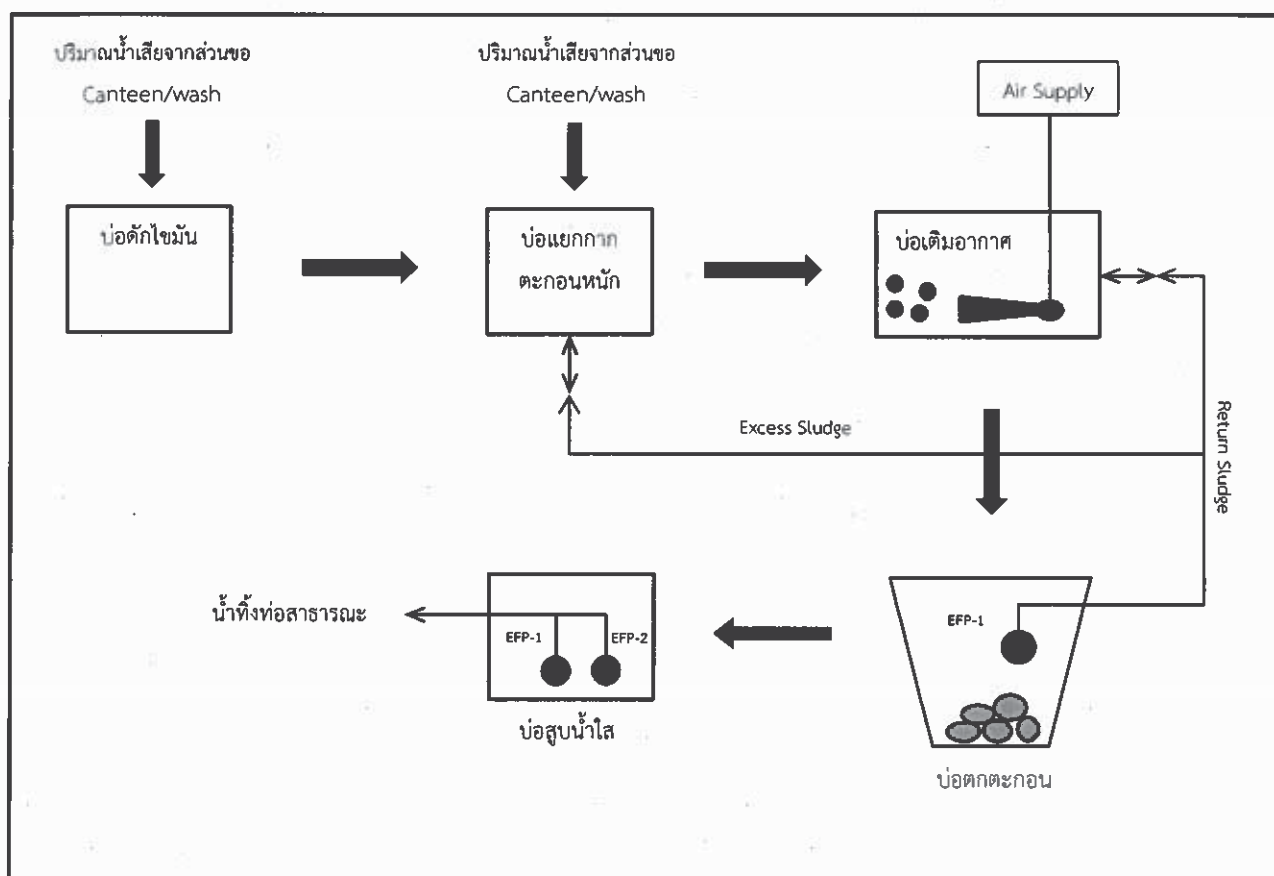 ปริมาณน้ำเสียจากส่วนขอ
Canteen/wash
ปริมาณน้ำเสียจากส่วนขอ
Canteen/wash
Air Supply
บ่อดักไขมัน
บ่อแยกกาก
ตะกอนหนัก
บ่อเติมอากาศ
Excess Sludge
Return Sludge
น้ำทิ้งท่อสาธารณะ
EFP-1
EFP-2
บ่อสูบน้ำใส
EFP-1
บ่อตกตะกอน